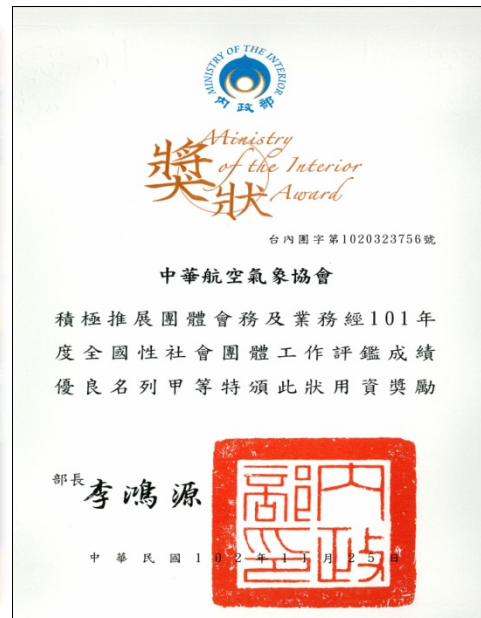 MINISTRY OF THE INTERIOR
內政部
獎狀
Ministry
of the Interior
Award
台內團字第1020323756號
中華航空氣象協會
積極推展團體會務及業務經101年
度全國性社會團體工作評鑑成績
優良名列甲等特頒此狀用資獎勵
部長 李鴻源
內政部印
中華民國102年11月25日